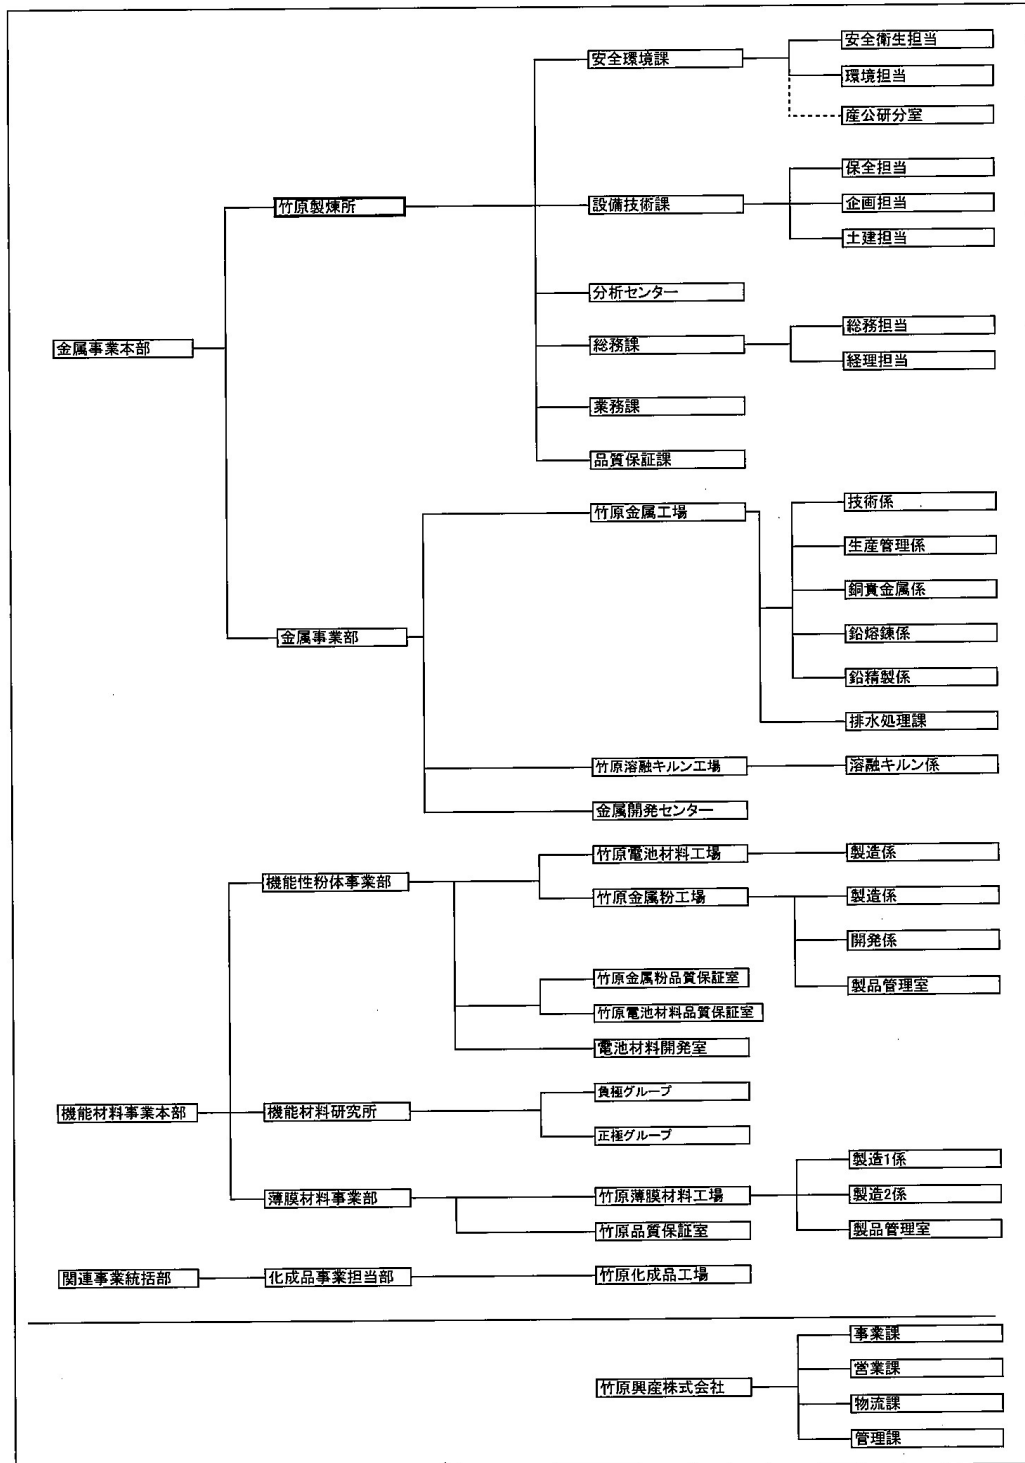 金属事業本部
竹原製煉所
安全環境課
安全衛生担当
環境担当
産公研分室
設備技術課
保全担当
企画担当
土建担当
分析センター
総務課
総務担当
経理担当
業務課
品質保証課
金属事業部
竹原金属工場
技術係
生産管理係
銅貴金属係
鉛熔錬係
鉛精製係
排水処理課
竹原溶融キルン工場
溶融キルン係
金属開発センター
機能材料事業本部
機能性粉体事業部
竹原電池材料工場
製造係
竹原金属粉工場
製造係
開発係
製品管理室
竹原金属粉品質保証室
竹原電池材料品質保証室
電池材料開発室
機能材料研究所
負極グループ
正極グループ
薄膜材料事業部
竹原薄膜材料工場
製造1係
製造2係
製品管理室
竹原品質保証室
関連事業統括部
化成品事業担当部
竹原化成品工場
竹原興産株式会社
事業課
営業課
物流課
管理課